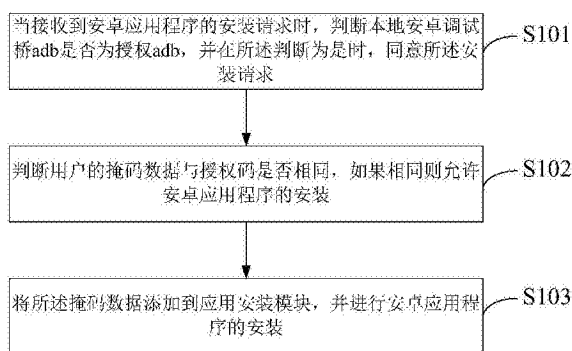 当接收到安卓应用程序的安装请求时，判断本地安卓调试
桥adb是否为授权adb，并在所述判断为是时，同意所述安
装请求
S101
判断用户的掩码数据与授权码是否相同，如果相同则允许
安卓应用程序的安装
S102
将所述掩码数据添加到应用安装模块，并进行安卓应用程
序的安装
S103